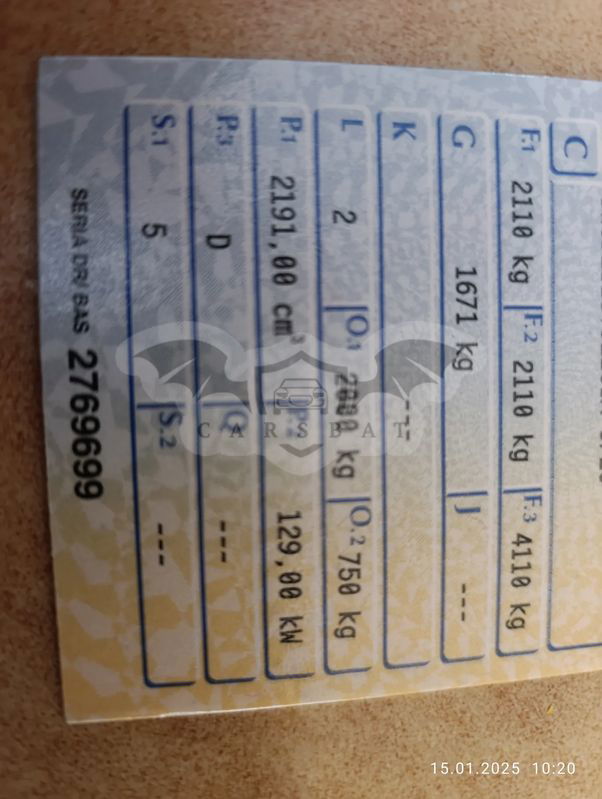 C
F.1 2110 kg F.2 2110 kg F.3 4110 kg
G 1671 kg J ---
K ---
L 2 O.1 2000 kg O.2 750 kg
P.1 2191,00 cm³ P.2 129,00 kW
P.3 D Q ---
S.1 5 S.2 ---
SERIA DR/BAS 2769699
CARSBAT
15.01.2025 10:20